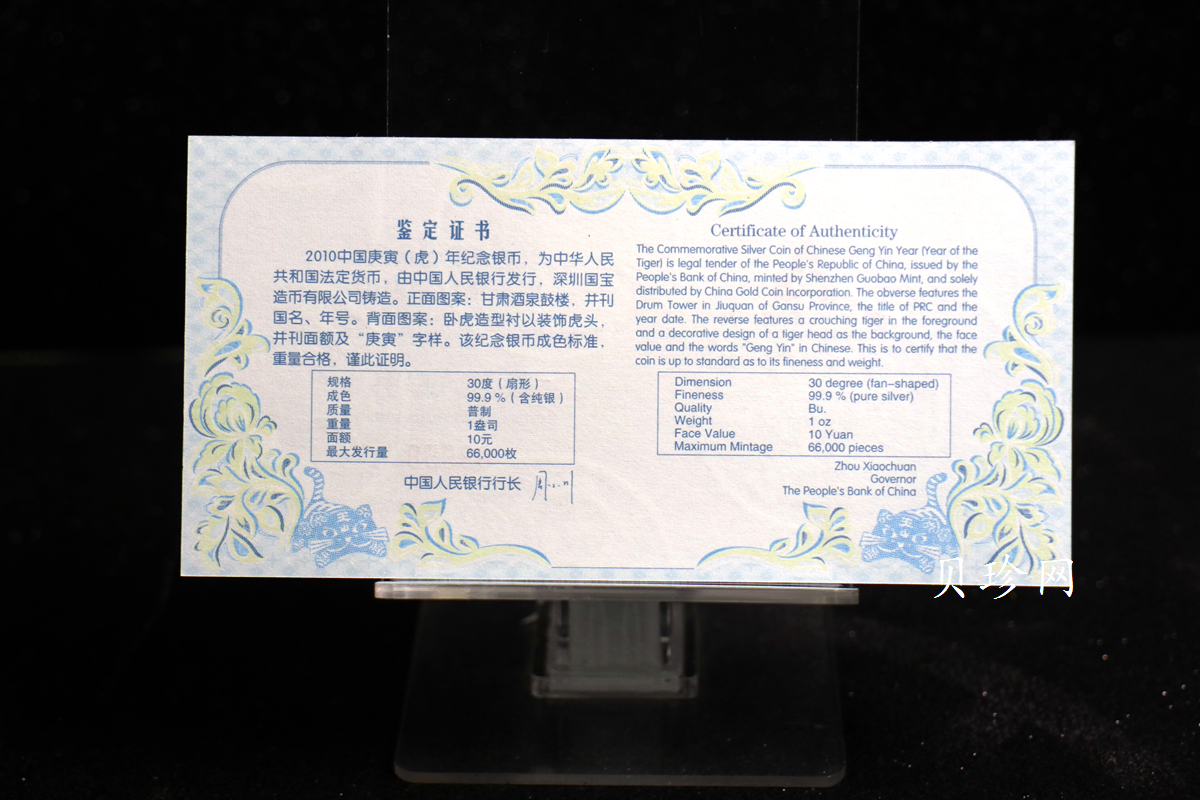 鉴定证书
2010中国庚寅（虎）年纪念银币，为中华人民
共和国法定货币，由中国人民银行发行，深圳国宝
造币有限公司铸造。正面图案：甘肃酒泉鼓楼，并刊
国名、年号。背面图案：卧虎造型衬以装饰虎头，
并刊面额及“庚寅”字样。该纪念银币成色标准，
重量合格，谨此证明。
规格 30度（扇形）
成色 99.9％（含纯银）
质量 普制
重量 1盎司
面额 10元
最大发行量 66,000枚
中国人民银行行长
Certificate of Authenticity
The Commemorative Silver Coin of Chinese Geng Yin Year (Year of the
Tiger) is legal tender of the People's Republic of China, issued by the
People's Bank of China, minted by Shenzhen Guobao Mint, and solely
distributed by China Gold Coin Incorporation. The obverse features the
Drum Tower in Jiuquan of Gansu Province, the title of PRC and the
year date. The reverse features a crouching tiger in the foreground
and a decorative design of a tiger head as the background, the face
value and the words "Geng Yin" in Chinese. This is to certify that the
coin is up to standard as to its fineness and weight.
Dimension 30 degree (fan-shaped)
Fineness 99.9 % (pure silver)
Quality Bu.
Weight 1 oz
Face Value 10 Yuan
Maximum Mintage 66,000 pieces
Zhou Xiaochuan
Governor
The People's Bank of China
王
王
贝珍网